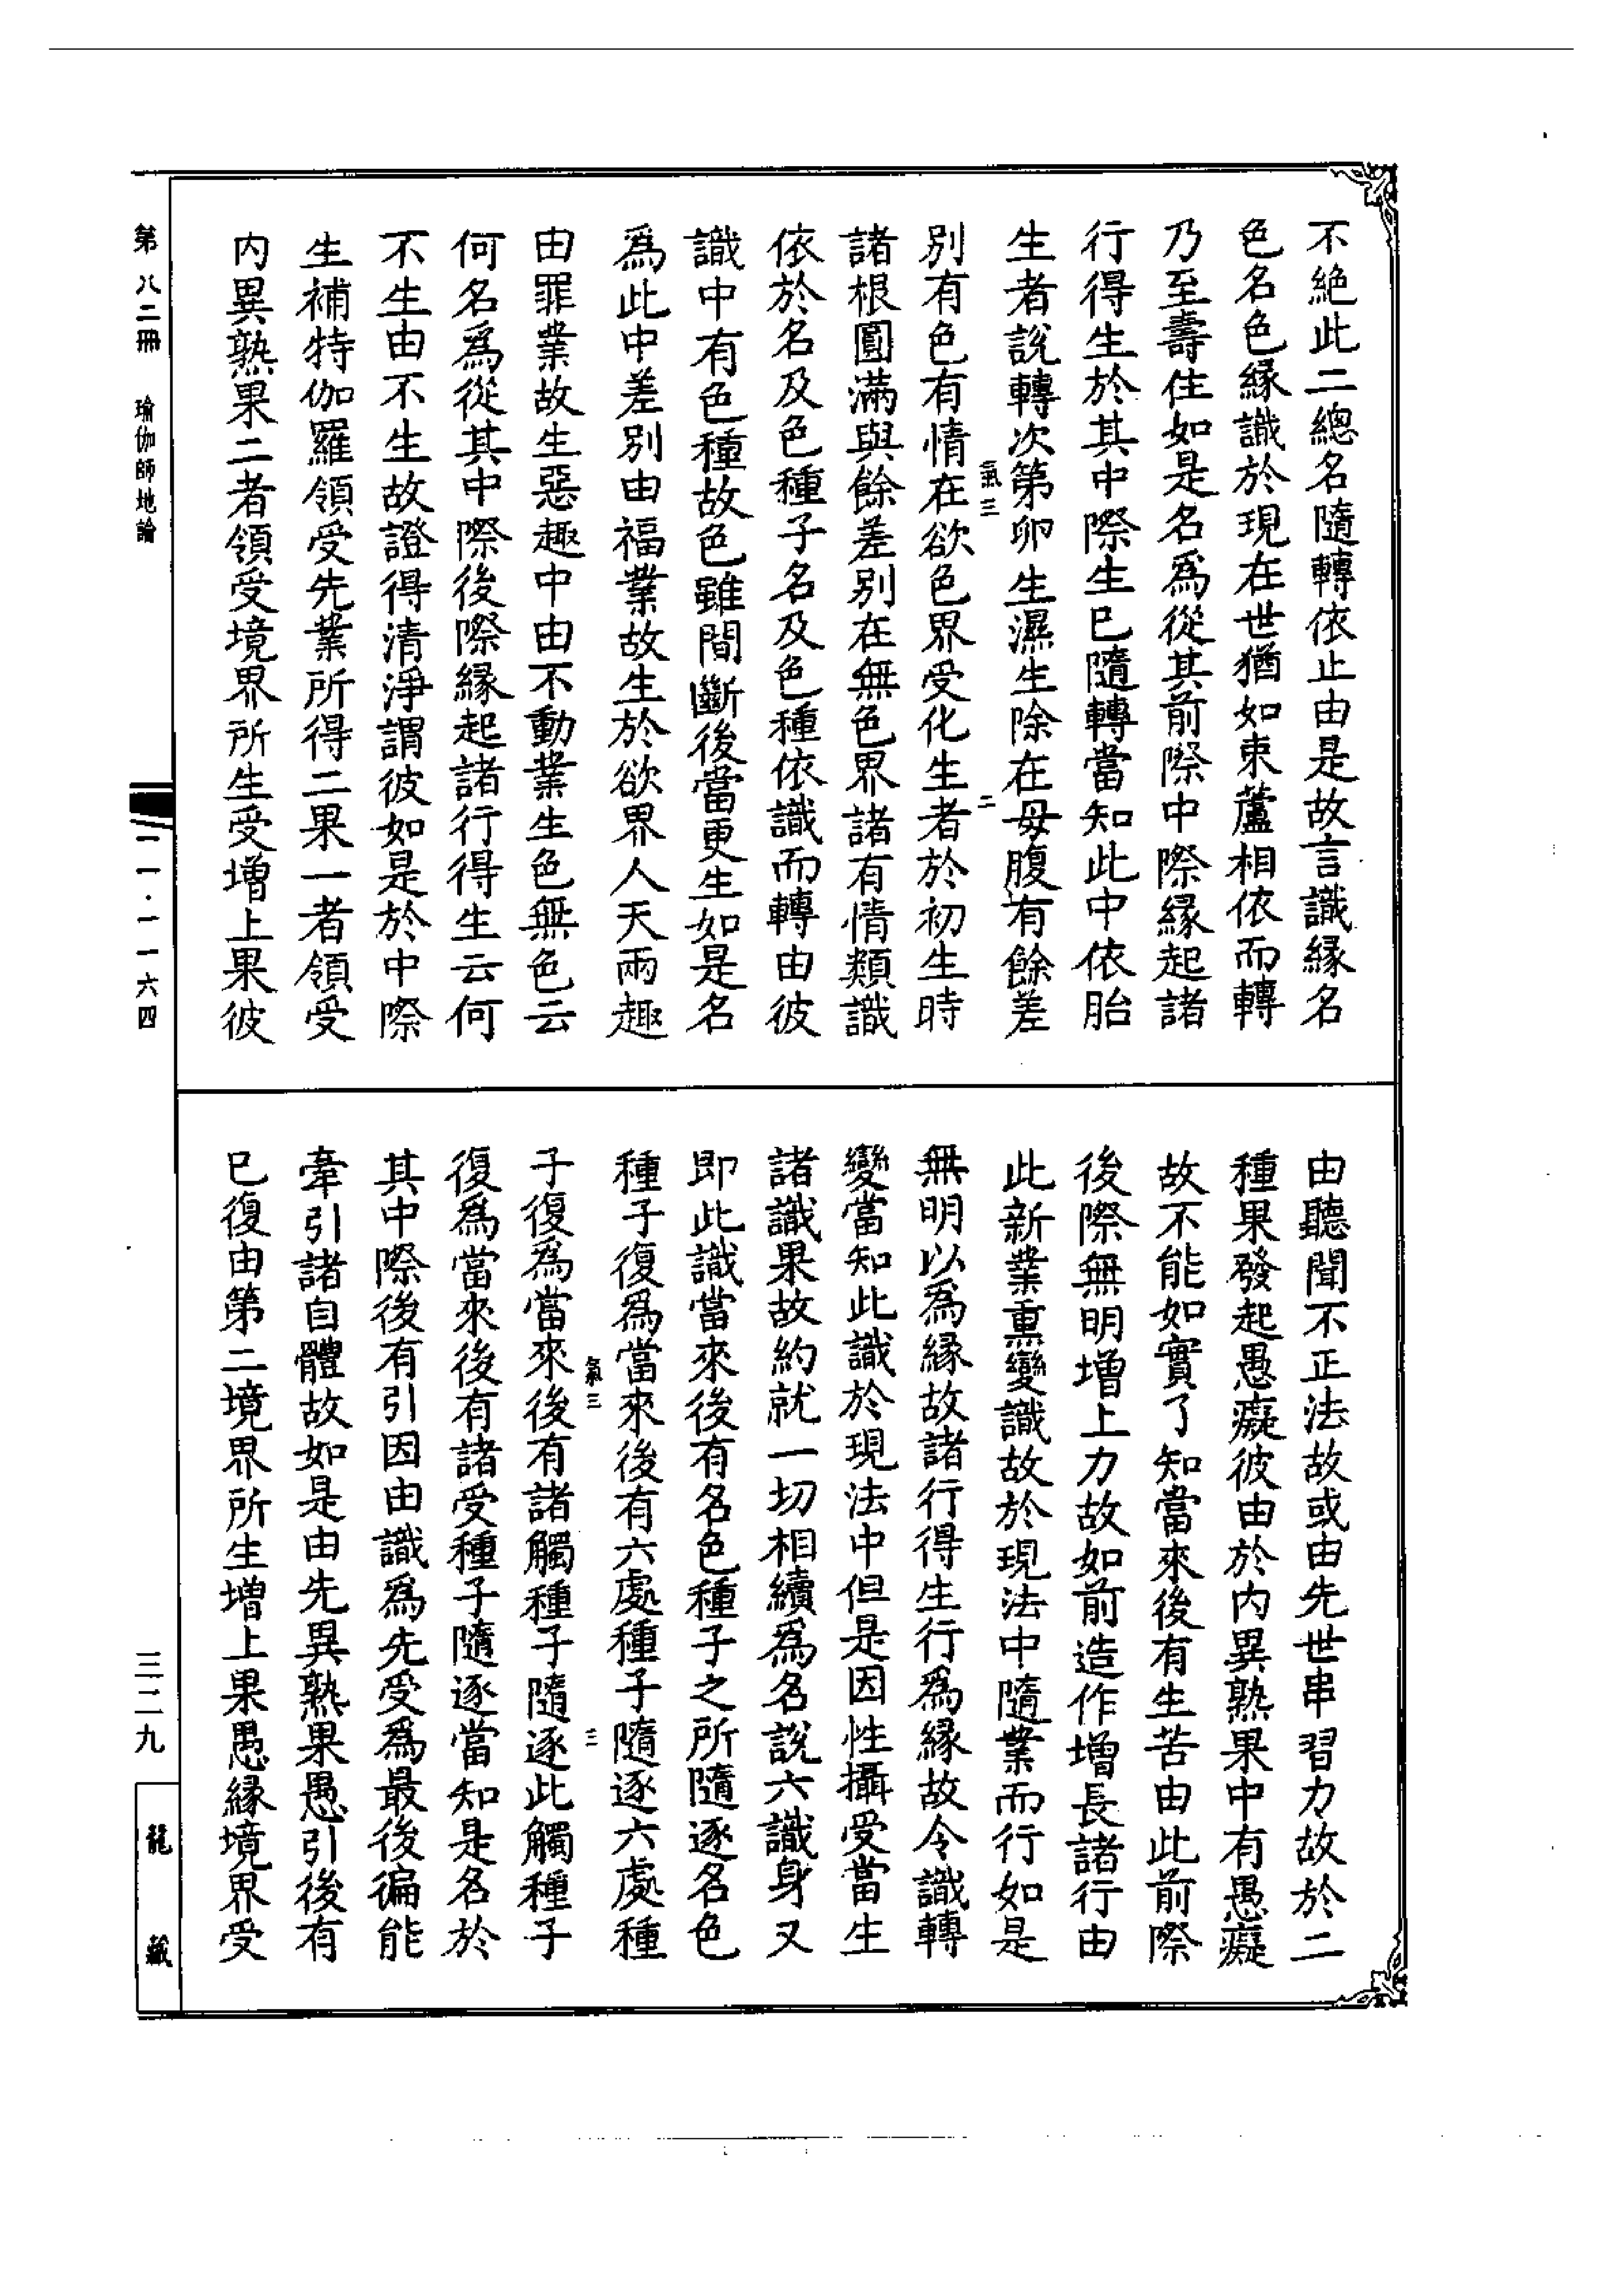 不絶此二總名隨轉依止由是故言識縁名
色名色縁識於現在世猶如束蘆相依而轉
乃至壽住如是名爲從其前際中際縁起諸
行得生於其中際生巳隨轉當知此中依胎
生者說轉次第卵生濕生除在母腹有餘差
氣三 二
別有色有情在欲色界受化生者於初生時
諸根圓滿與餘差別在無色界諸有情類識
依於名及色種子名及色種依識而轉由彼
識中有色種故色雖間斷後當更生如是名
爲此中差別由福業故生於欲界人天兩趣
由罪業故生惡趣中由不動業生色無色云
何名爲從其中際後際縁起諸行得生云何
不生由不生故證得清淨謂彼如是於中際
生補特伽羅領受先業所得二果一者領受
内異熟果二者領受境界所生受增上果彼
由聽聞不正法故或由先世串習力故於二
種果發起愚癡彼由於内異熟果中有愚癡
故不能如實了知當來後有生苦由此前際
後際無明增上力故如前造作增長諸行由
此新業熏變識故於現法中隨業而行如是
無明以爲縁故諸行得生行爲縁故令識轉
變當知此識於現法中但是因性攝受當生
諸識果故約就一切相續爲名說六識身又
即此識當來後有名色種子之所隨逐名色
種子復爲當來後有六處種子隨逐六處種
氣三 三
子復爲當來後有諸觸種子隨逐此觸種子
復爲當來後有諸受種子隨逐當知是名於
其中際後有引因由識爲先受爲最後徧能
牽引諸自體故如是由先異熟果愚引後有
巳復由第二境界所生增上果愚縁境界受
第八二冊 瑜伽師地論
一一·一一六四
三二九
龍藏